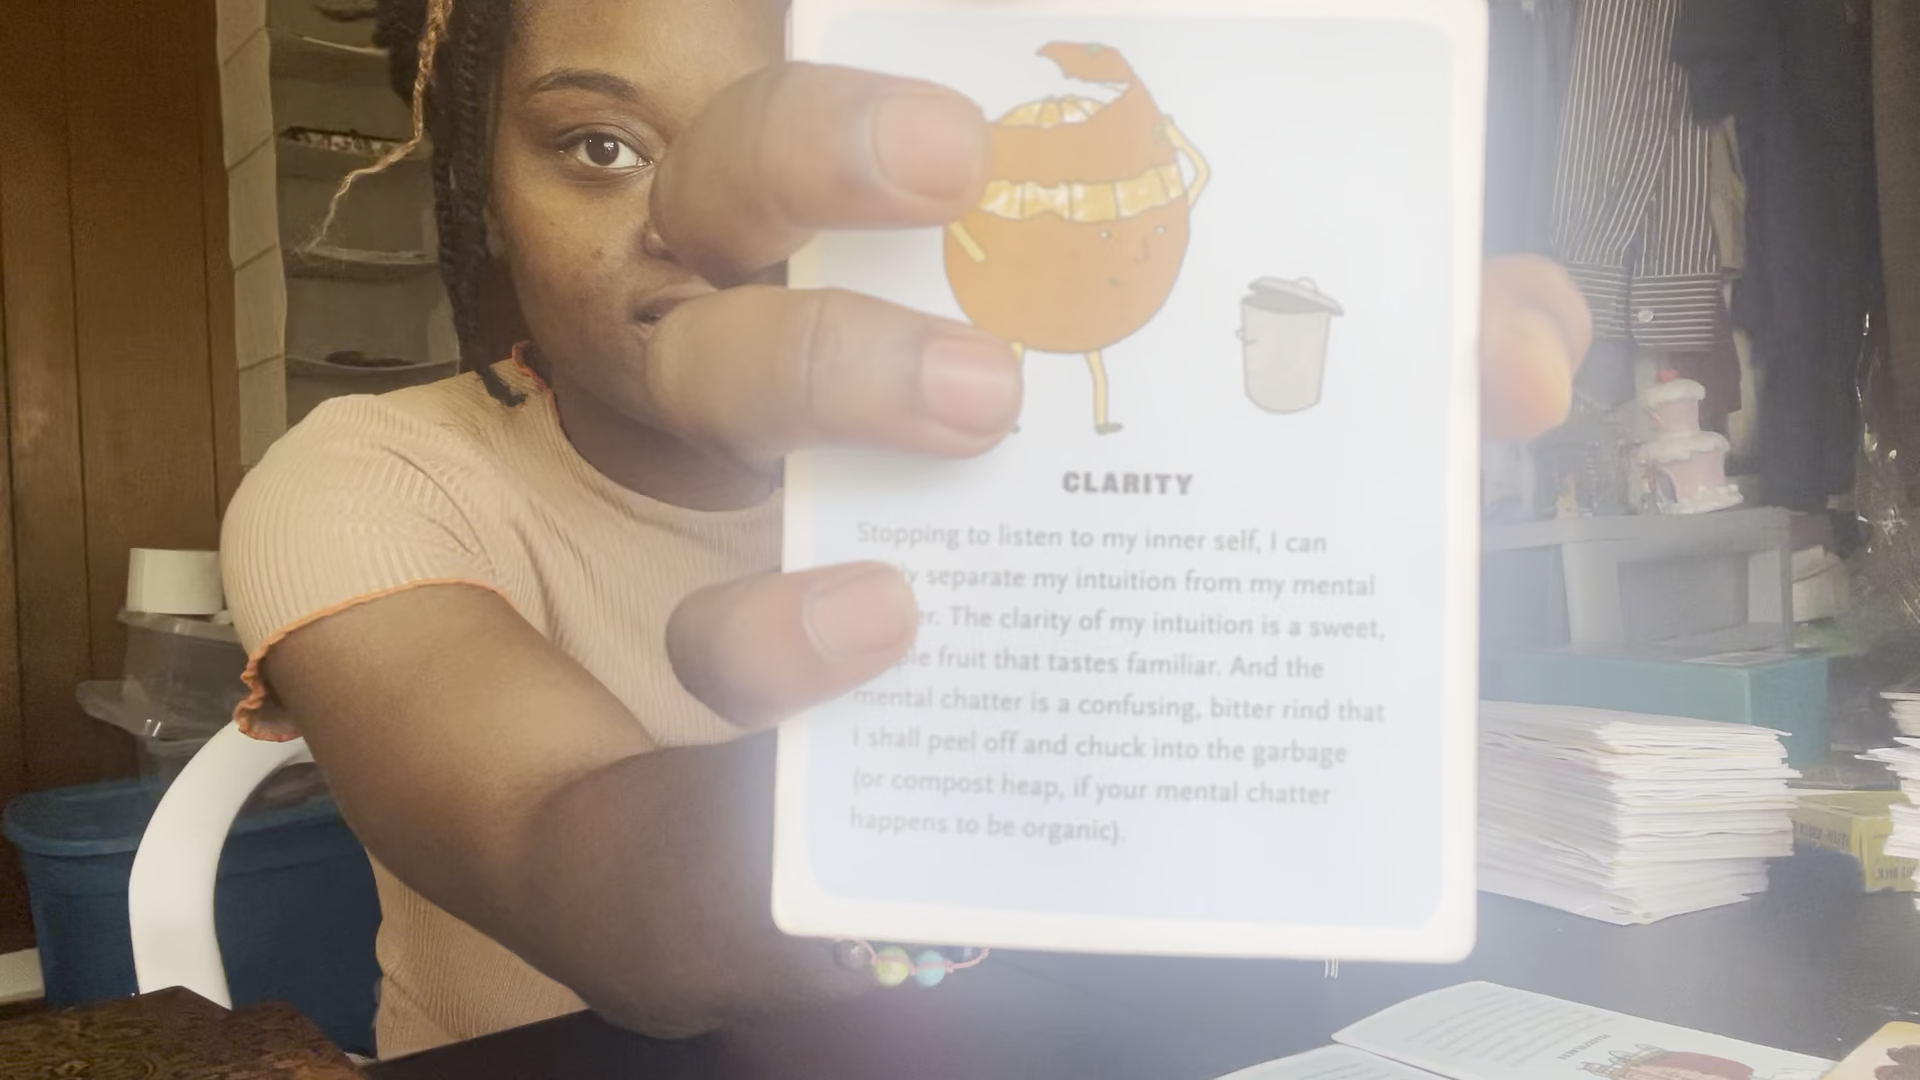 CLARITY
Stopping to listen to my inner self, I can
separate my intuition from my mental
The clarity of my intuition is a sweet,
fruit that tastes familiar. And the
mental chatter is a confusing, bitter rind that
I shall peel off and chuck into the garbage
(or compost heap, if your mental chatter
happens to be organic).